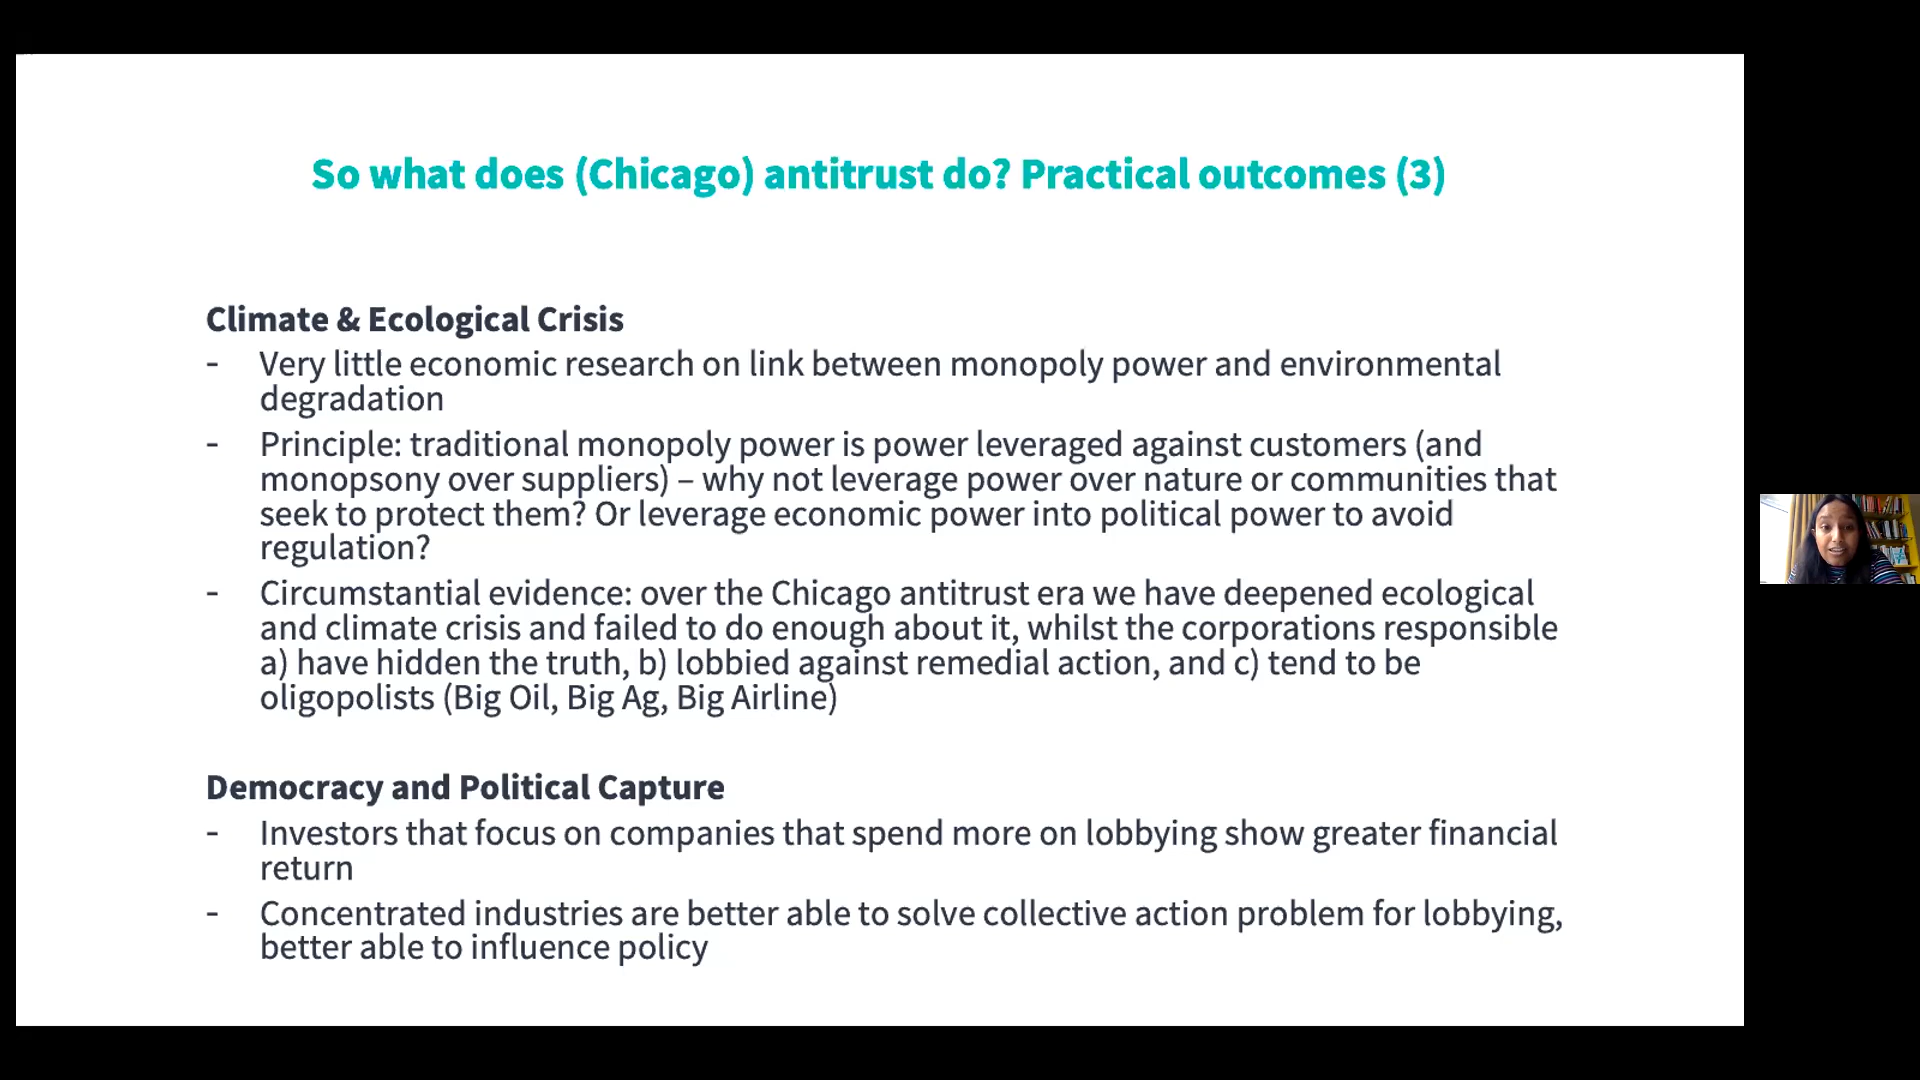 So what does (Chicago) antitrust do? Practical outcomes (3)
Climate & Ecological Crisis
- Very little economic research on link between monopoly power and environmental
degradation
- Principle: traditional monopoly power is power leveraged against customers (and
monopsony over suppliers) – why not leverage power over nature or communities that
seek to protect them? Or leverage economic power into political power to avoid
regulation?
- Circumstantial evidence: over the Chicago antitrust era we have deepened ecological
and climate crisis and failed to do enough about it, whilst the corporations responsible
a) have hidden the truth, b) lobbied against remedial action, and c) tend to be
oligopolists (Big Oil, Big Ag, Big Airline)
Democracy and Political Capture
- Investors that focus on companies that spend more on lobbying show greater financial
return
- Concentrated industries are better able to solve collective action problem for lobbying,
better able to influence policy